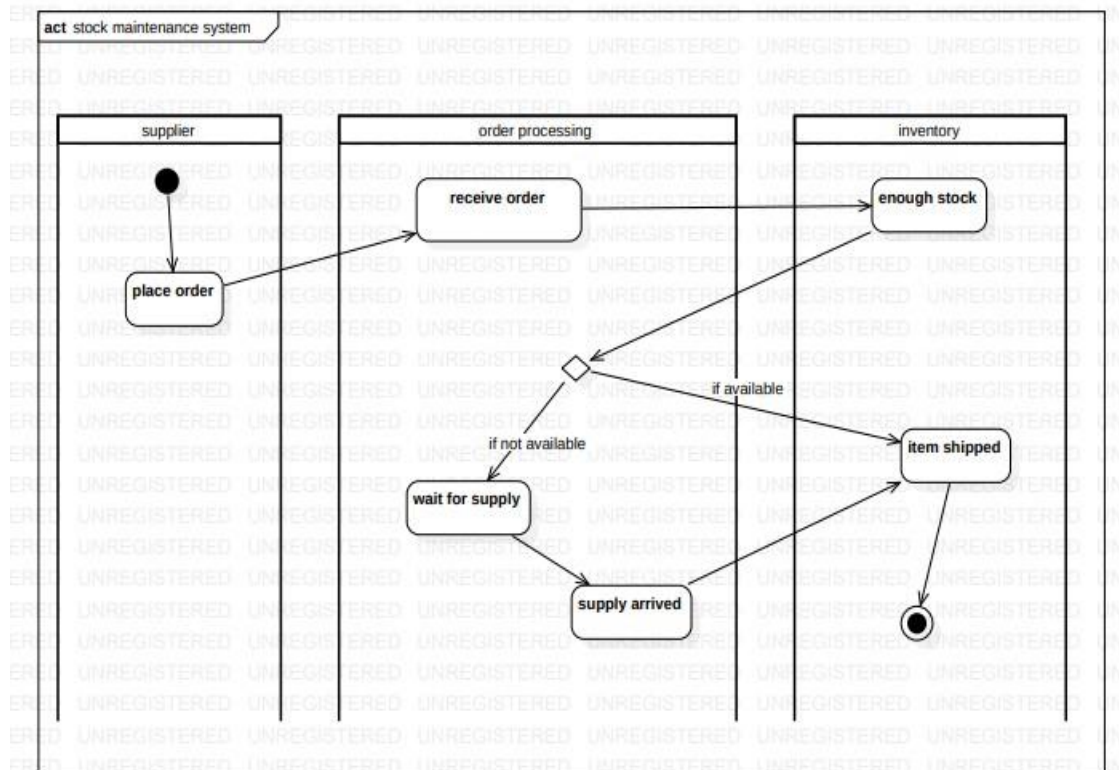 act stock maintenance system
supplier
order processing
inventory
receive order
enough stock
place order
if available
if not available
item shipped
wait for supply
supply arrived
UNREGISTERED